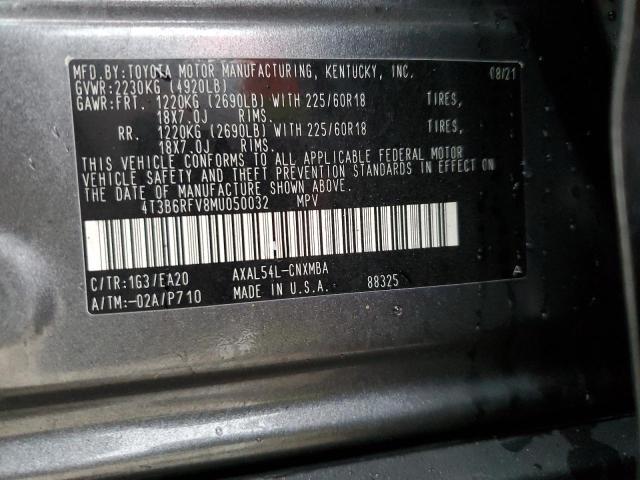 MFD.BY:TOYOTA MOTOR MANUFACTURING, KENTUCKY, INC. 08/21
GVWR:2230KG (4920LB)
GAWR:FRT. 1220KG (2690LB) WITH 225/60R18 TIRES,
18X7.0J RIMS.
RR. 1220KG (2690LB) WITH 225/60R18 TIRES,
18X7.0J RIMS.
THIS VEHICLE CONFORMS TO ALL APPLICABLE FEDERAL MOTOR
VEHICLE SAFETY AND THEFT PREVENTION STANDARDS IN EFFECT ON
THE DATE OF MANUFACTURE SHOWN ABOVE.
4T3B6RFV8MU050032 MPV
C/TR:1G3/EA20 AXAL54L-CNXMBA
A/TM:-02A/P710 MADE IN U.S.A. 88325